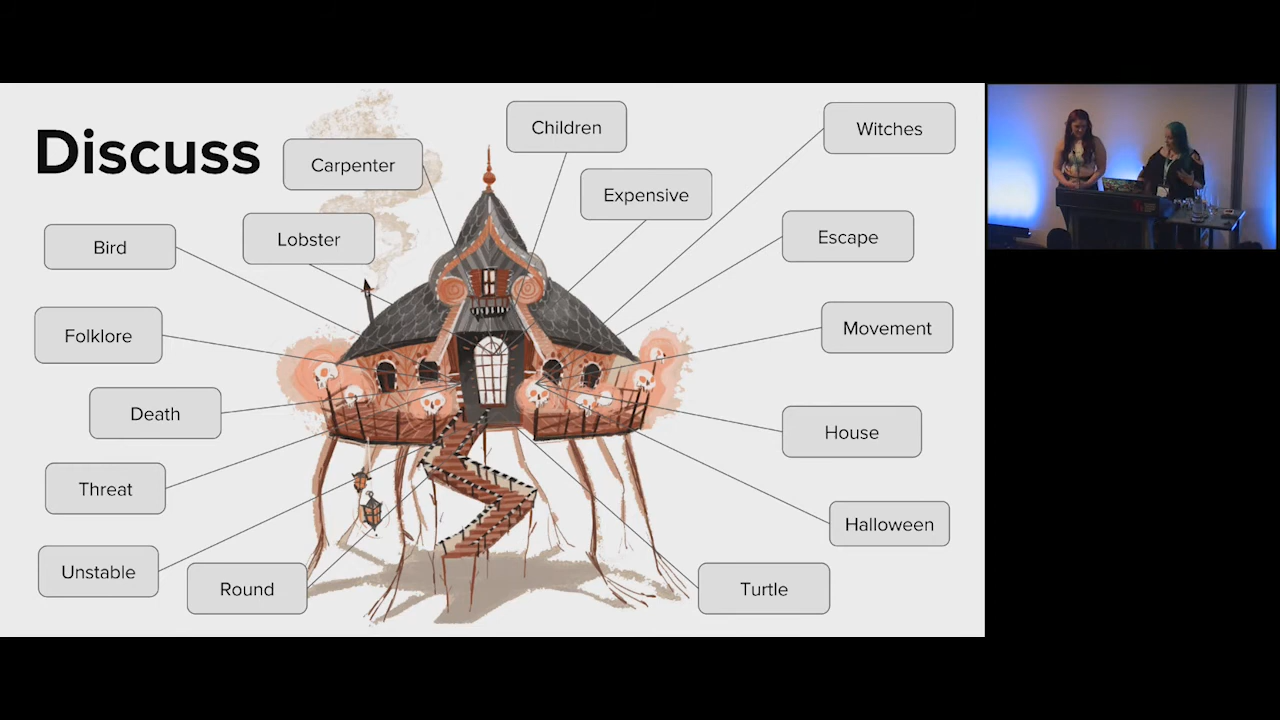 Discuss
Children
Witches
Carpenter
Expensive
Lobster
Escape
Bird
Folklore
Movement
Death
House
Threat
Halloween
Unstable
Round
Turtle